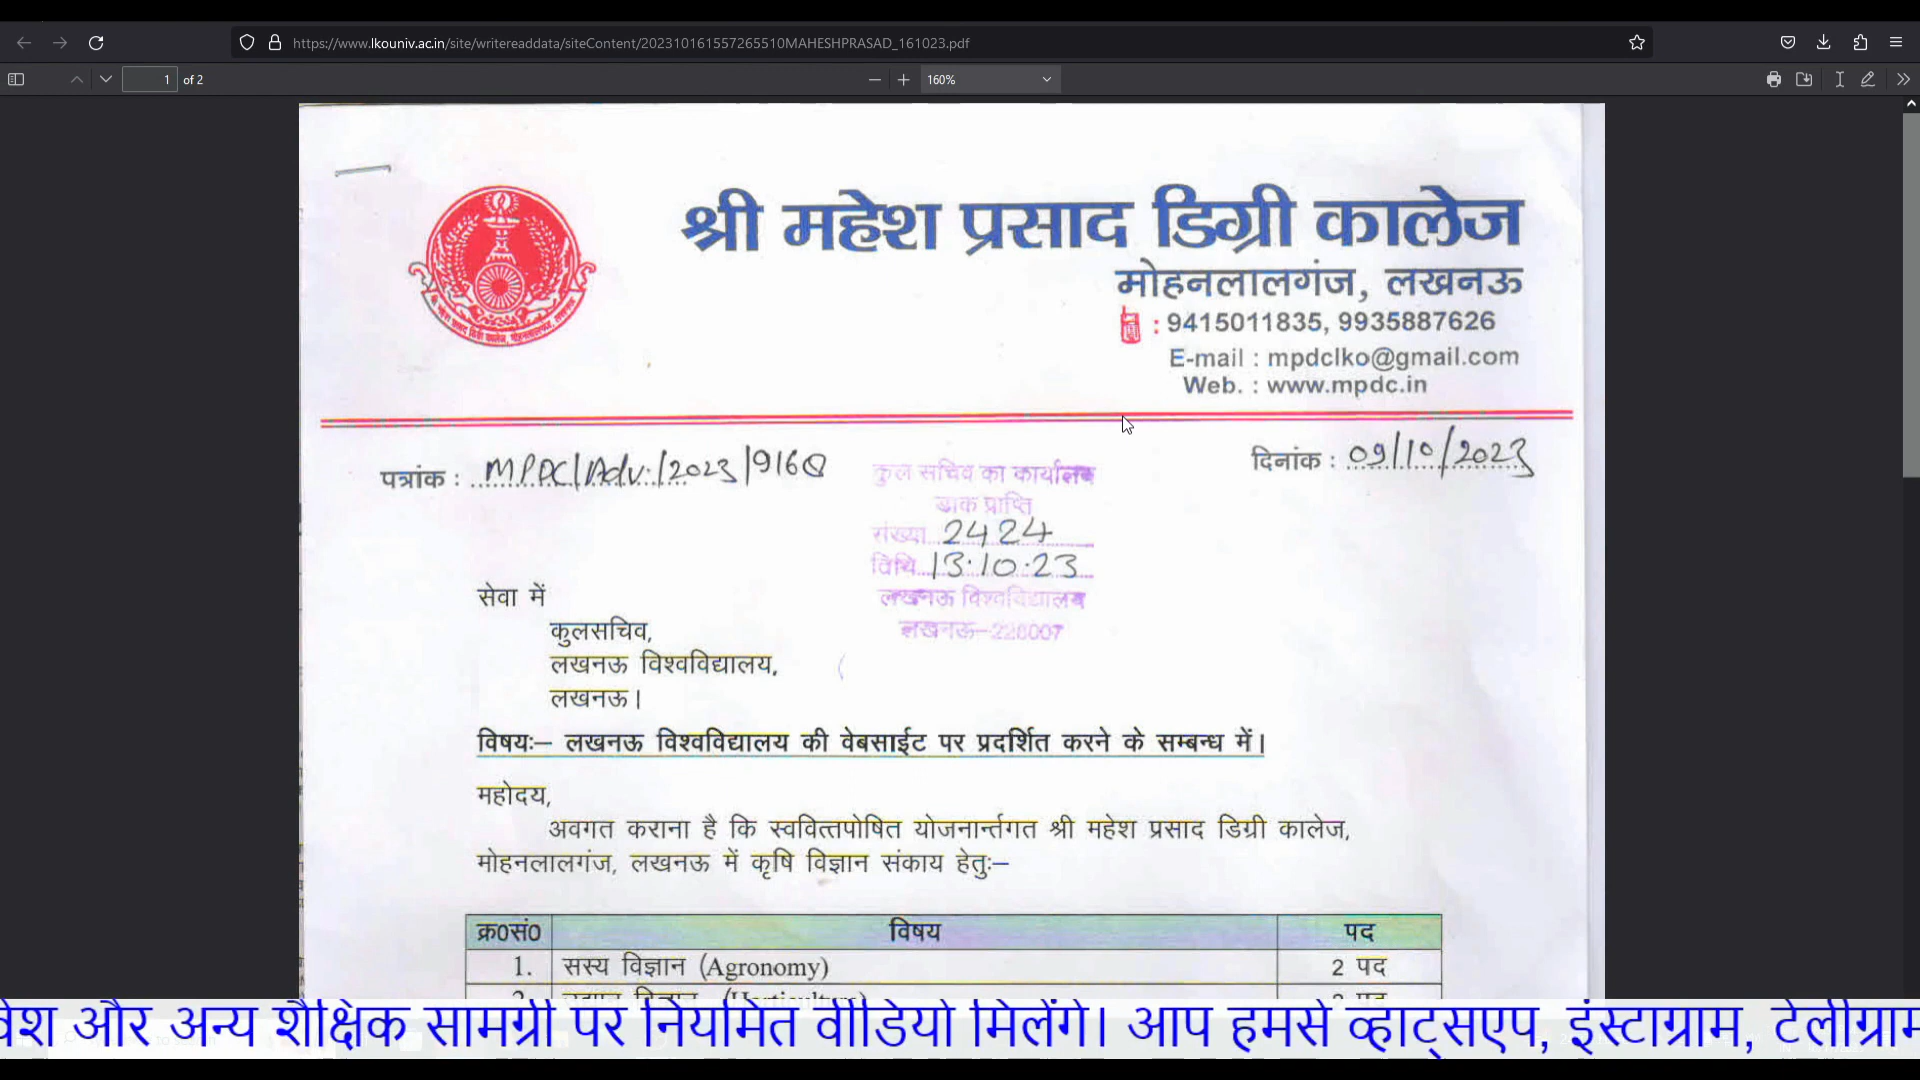 https://www.lkouniv.ac.in/site/writereaddata/siteContent/202310161557265510MAHESHPRASAD_161023.pdf
1 of 2
160%
श्री महेश प्रसाद डिग्री कालेज
मोहनलालगंज, लखनऊ
: 9415011835, 9935887626
E-mail : mpdclko@gmail.com
Web. : www.mpdc.in
पत्रांक : MPDC/Adv./2023/9168
दिनांक : 09/10/2023
कुल सचिव का कार्यालय
डाक प्राप्ति
संख्या 2424
तिथि 13.10.23
लखनऊ विश्वविद्यालय
लखनऊ-226007
सेवा में
कुलसचिव,
लखनऊ विश्वविद्यालय,
लखनऊ।
विषयः– लखनऊ विश्वविद्यालय की वेबसाईट पर प्रदर्शित करने के सम्बन्ध में।
महोदय,
अवगत कराना है कि स्ववित्तपोषित योजनार्न्तगत श्री महेश प्रसाद डिग्री कालेज,
मोहनलालगंज, लखनऊ में कृषि विज्ञान संकाय हेतुः–
क्र0सं0 विषय पद
1. सस्य विज्ञान (Agronomy) 2 पद
और अन्य शैक्षिक सामग्री पर नियमित वीडियो मिलेंगे। आप हमसे व्हाट्सएप, इंस्टाग्राम, टेलीग्राम